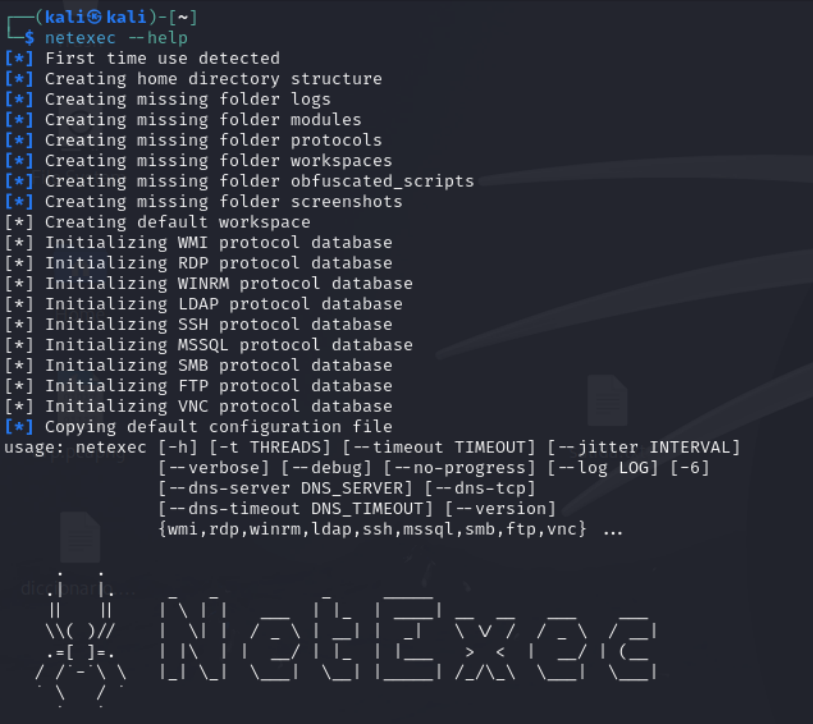 ┌──(kali㉿kali)-[~]
└─$ netexec --help
[*] First time use detected
[*] Creating home directory structure
[*] Creating missing folder logs
[*] Creating missing folder modules
[*] Creating missing folder protocols
[*] Creating missing folder workspaces
[*] Creating missing folder obfuscated_scripts
[*] Creating missing folder screenshots
[*] Creating default workspace
[*] Initializing WMI protocol database
[*] Initializing RDP protocol database
[*] Initializing WINRM protocol database
[*] Initializing LDAP protocol database
[*] Initializing SSH protocol database
[*] Initializing MSSQL protocol database
[*] Initializing SMB protocol database
[*] Initializing FTP protocol database
[*] Initializing VNC protocol database
[*] Copying default configuration file
usage: netexec [-h] [-t THREADS] [--timeout TIMEOUT] [--jitter INTERVAL]
[--verbose] [--debug] [--no-progress] [--log LOG] [-6]
[--dns-server DNS_SERVER] [--dns-tcp]
[--dns-timeout DNS_TIMEOUT] [--version]
{wmi,rdp,winrm,ldap,ssh,mssql,smb,ftp,vnc} ...
diccionario....
NetExec